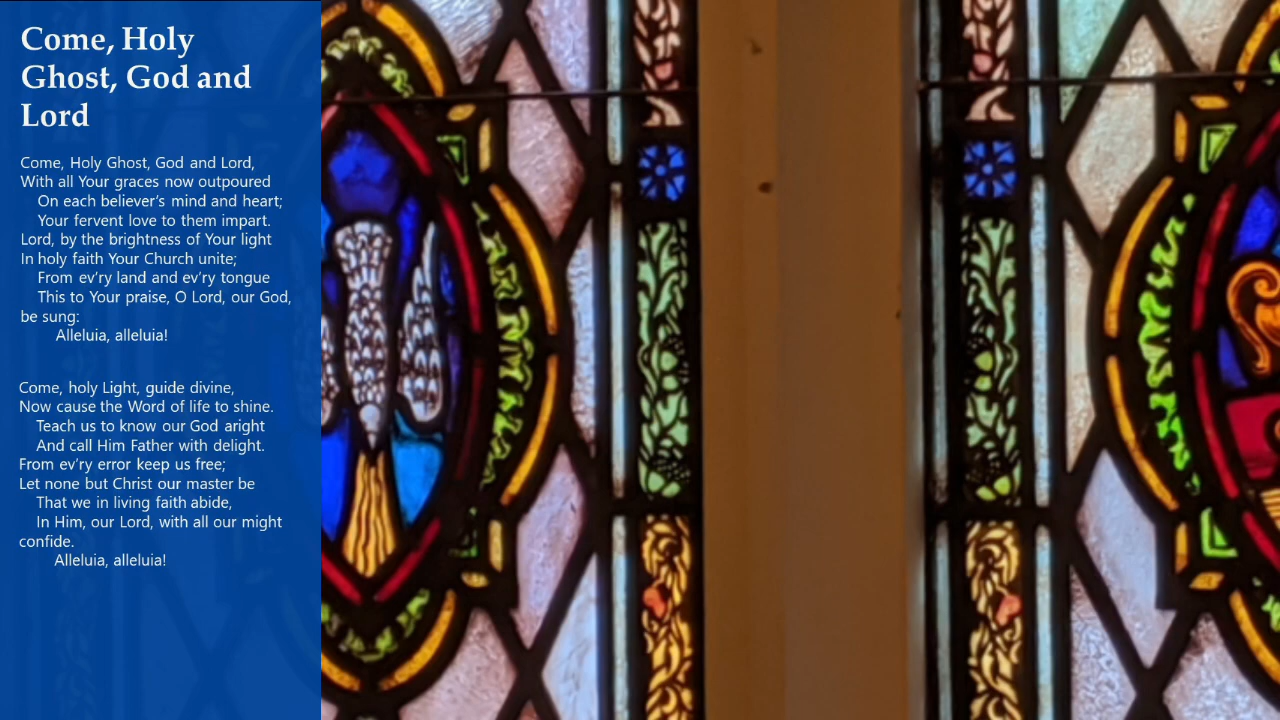 Come, Holy
Ghost, God and
Lord
Come, Holy Ghost, God and Lord,
With all Your graces now outpoured
On each believer's mind and heart;
Your fervent love to them impart.
Lord, by the brightness of Your light
In holy faith Your Church unite;
From ev'ry land and ev'ry tongue
This to Your praise, O Lord, our God,
be sung:
Alleluia, alleluia!
Come, holy Light, guide divine,
Now cause the Word of life to shine.
Teach us to know our God aright
And call Him Father with delight.
From ev'ry error keep us free;
Let none but Christ our master be
That we in living faith abide,
In Him, our Lord, with all our might
confide.
Alleluia, alleluia!